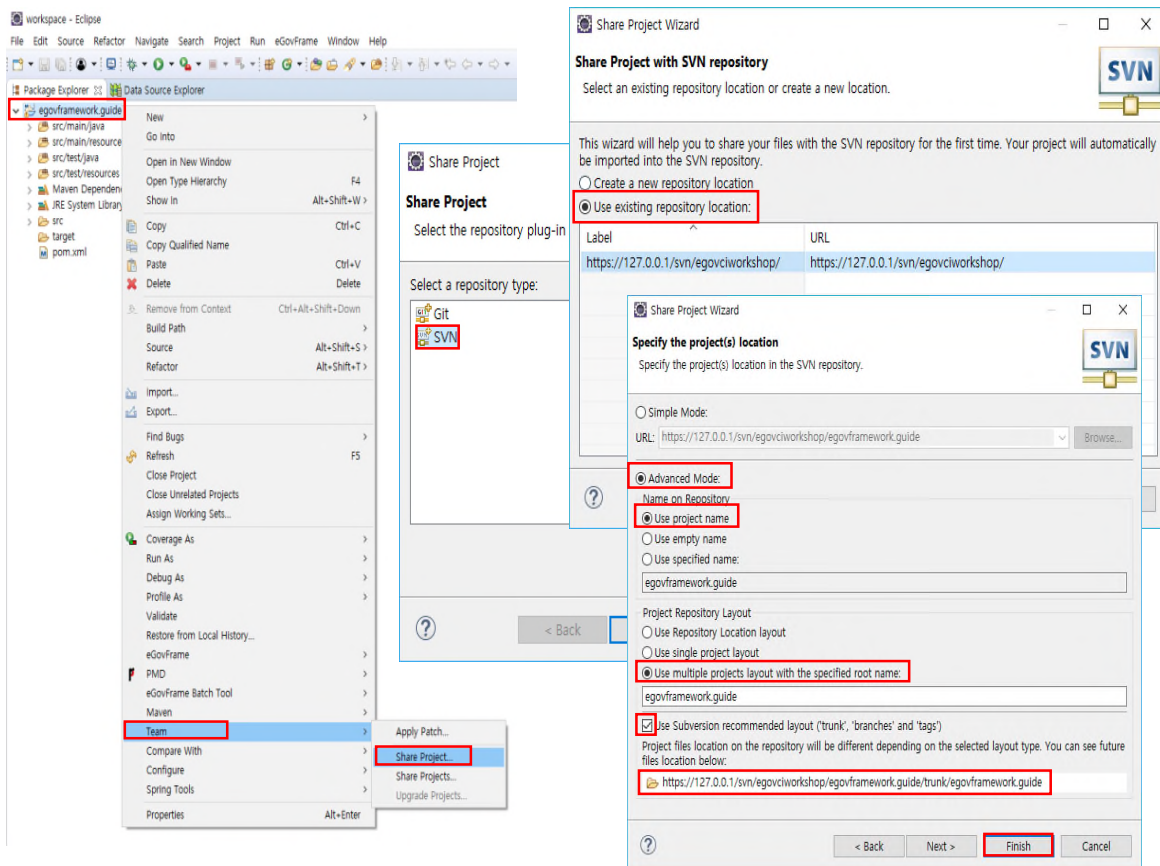 workspace - Eclipse
File Edit Source Refactor Navigate Search Project Run eGovFrame Window Help
Package Explorer
Data Source Explorer
egovframework.guide
src/main/java
src/main/resource
src/test/java
src/test/resources
Maven Dependen
JRE System Library
src
target
pom.xml
New
Go Into
Open in New Window
Open Type Hierarchy F4
Show In Alt+Shift+W
Copy Ctrl+C
Copy Qualified Name
Paste Ctrl+V
Delete Delete
Remove from Context Ctrl+Alt+Shift+Down
Build Path
Source Alt+Shift+S
Refactor Alt+Shift+T
Import...
Export...
Find Bugs
Refresh F5
Close Project
Close Unrelated Projects
Assign Working Sets...
Coverage As
Run As
Debug As
Profile As
Validate
Restore from Local History...
eGovFrame
PMD
eGovFrame Batch Tool
Maven
Team
Compare With
Configure
Spring Tools
Properties Alt+Enter
Apply Patch...
Share Project...
Share Projects...
Upgrade Projects...
Share Project
Share Project
Select the repository plug-in
Select a repository type:
Git
SVN
< Back
Share Project Wizard
Share Project with SVN repository
Select an existing repository location or create a new location.
SVN
This wizard will help you to share your files with the SVN repository for the first time. Your project will automatically
be imported into the SVN repository.
Create a new repository location
Use existing repository location:
Label URL
https://127.0.0.1/svn/egovciworkshop/ https://127.0.0.1/svn/egovciworkshop/
Share Project Wizard
Specify the project(s) location
Specify the project(s) location in the SVN repository.
SVN
Simple Mode:
URL: https://127.0.0.1/svn/egovciworkshop/egovframework.guide Browse...
Advanced Mode:
Name on Repository
Use project name
Use empty name
Use specified name:
egovframework.guide
Project Repository Layout
Use Repository Location layout
Use single project layout
Use multiple projects layout with the specified root name:
egovframework.guide
Use Subversion recommended layout ('trunk', 'branches' and 'tags')
Project files location on the repository will be different depending on the selected layout type. You can see future
files location below:
https://127.0.0.1/svn/egovciworkshop/egovframework.guide/trunk/egovframework.guide
< Back Next > Finish Cancel